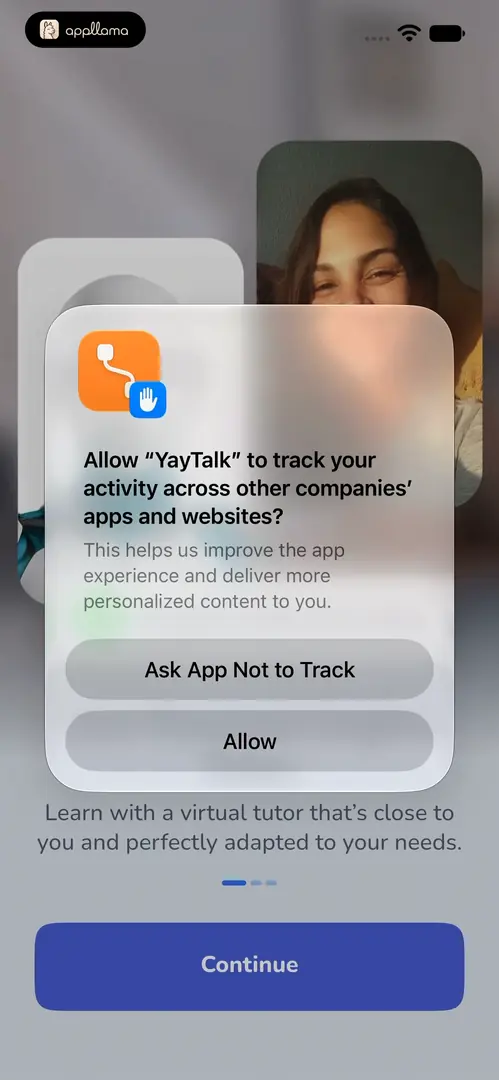 appllama
Allow “YayTalk” to track your
activity across other companies’
apps and websites?
This helps us improve the app
experience and deliver more
personalized content to you.
Ask App Not to Track
Allow
Learn with a virtual tutor that’s close to
you and perfectly adapted to your needs.
Continue